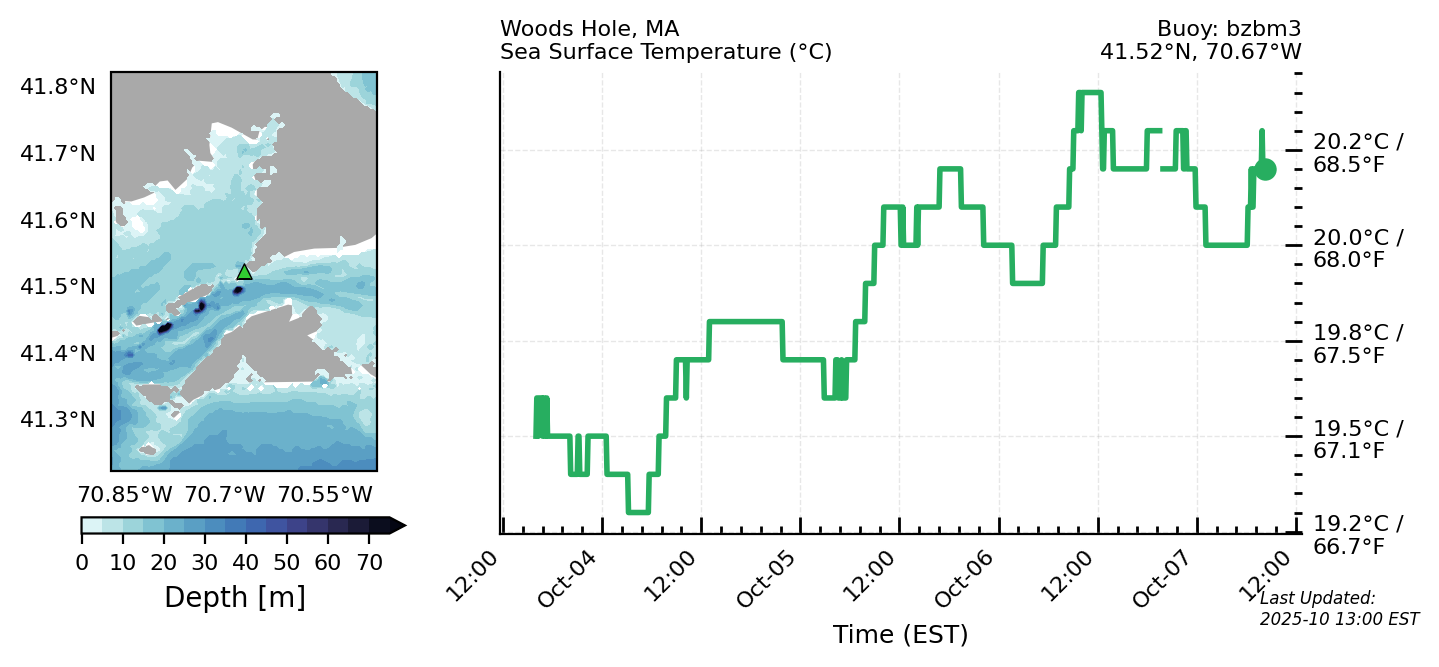 Woods Hole, MA
Sea Surface Temperature (°C)
Buoy: bzbm3
41.52°N, 70.67°W
41.8°N
41.7°N
41.6°N
41.5°N
41.4°N
41.3°N
70.85°W 70.7°W 70.55°W
0 10 20 30 40 50 60 70
Depth [m]
20.2°C /
68.5°F
20.0°C /
68.0°F
19.8°C /
67.5°F
19.5°C /
67.1°F
19.2°C /
66.7°F
12:00 Oct-04 12:00 Oct-05 12:00 Oct-06 12:00 Oct-07 12:00
Time (EST)
Last Updated:
2025-10 13:00 EST